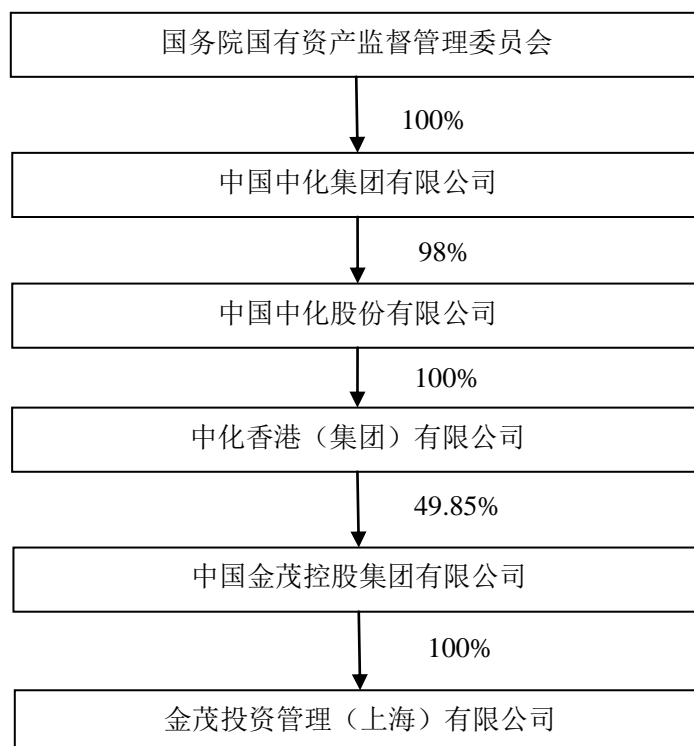 国务院国有资产监督管理委员会
100%
中国中化集团有限公司
98%
中国中化股份有限公司
100%
中化香港（集团）有限公司
49.85%
中国金茂控股集团有限公司
100%
金茂投资管理（上海）有限公司